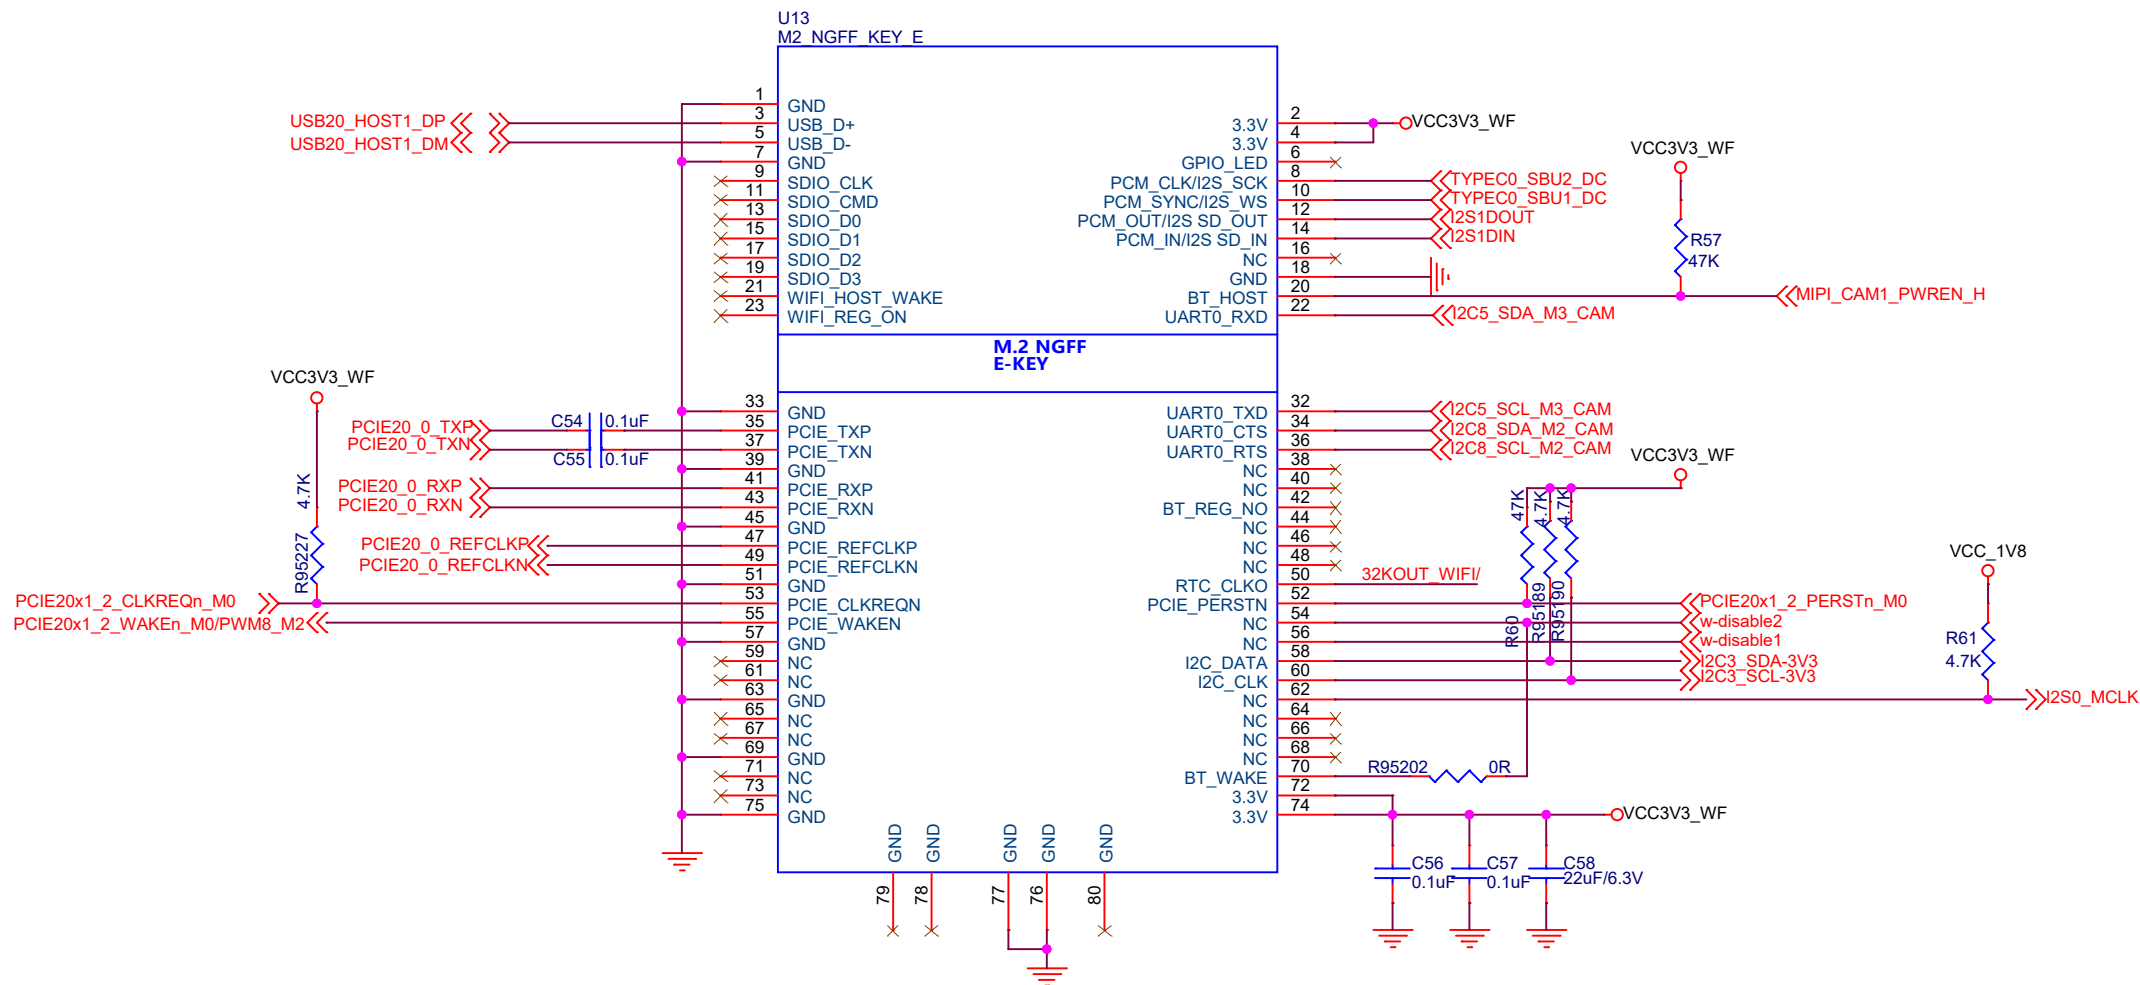 U13
M2_NGFF_KEY_E
USB20_HOST1_DP
USB20_HOST1_DM
1 GND
3 USB_D+
5 USB_D-
7 GND
9 SDIO_CLK
11 SDIO_CMD
13 SDIO_D0
15 SDIO_D1
17 SDIO_D2
19 SDIO_D3
21 WIFI_HOST_WAKE
23 WIFI_REG_ON
3.3V 2 VCC3V3_WF
3.3V 4
GPIO_LED 6
PCM_CLK/I2S_SCK 8 TYPEC0_SBU2_DC
PCM_SYNC/I2S_WS 10 TYPEC0_SBU1_DC
PCM_OUT/I2S SD_OUT 12 I2S1DOUT
PCM_IN/I2S SD_IN 14 I2S1DIN
NC 16
GND 18
BT_HOST 20 MIPI_CAM1_PWREN_H
UART0_RXD 22 I2C5_SDA_M3_CAM
VCC3V3_WF
R57
47K
M.2 NGFF
E-KEY
VCC3V3_WF
4.7K
R95227
PCIE20_0_TXP
PCIE20_0_TXN
C54 0.1uF
C55 0.1uF
PCIE20_0_RXP
PCIE20_0_RXN
PCIE20_0_REFCLKP
PCIE20_0_REFCLKN
PCIE20x1_2_CLKREQn_M0
PCIE20x1_2_WAKEn_M0/PWM8_M2
33 GND
35 PCIE_TXP
37 PCIE_TXN
39 GND
41 PCIE_RXP
43 PCIE_RXN
45 GND
47 PCIE_REFCLKP
49 PCIE_REFCLKN
51 GND
53 PCIE_CLKREQN
55 PCIE_WAKEN
57 GND
59 NC
61 NC
63 GND
65 NC
67 NC
69 GND
71 NC
73 NC
75 GND
UART0_TXD 32 I2C5_SCL_M3_CAM
UART0_CTS 34 I2C8_SDA_M2_CAM
UART0_RTS 36 I2C8_SCL_M2_CAM
NC 38
NC 40
BT_REG_NO 42
NC 44
NC 46
NC 48
RTC_CLKO 50 32KOUT_WIFI/
PCIE_PERSTN 52 PCIE20x1_2_PERSTn_M0
NC 54 w-disable2
NC 56 w-disable1
I2C_DATA 58 I2C3_SDA-3V3
I2C_CLK 60 I2C3_SCL-3V3
NC 62 I2S0_MCLK
NC 64
NC 66
NC 68
BT_WAKE 70 R95202 0R
3.3V 72
3.3V 74 VCC3V3_WF
VCC3V3_WF
47K
4.7K
4.7K
R60
R95189
R95190
VCC_1V8
R61
4.7K
C56
0.1uF
C57
0.1uF
C58
22uF/6.3V
GND GND GND GND GND
79 78 77 76 80